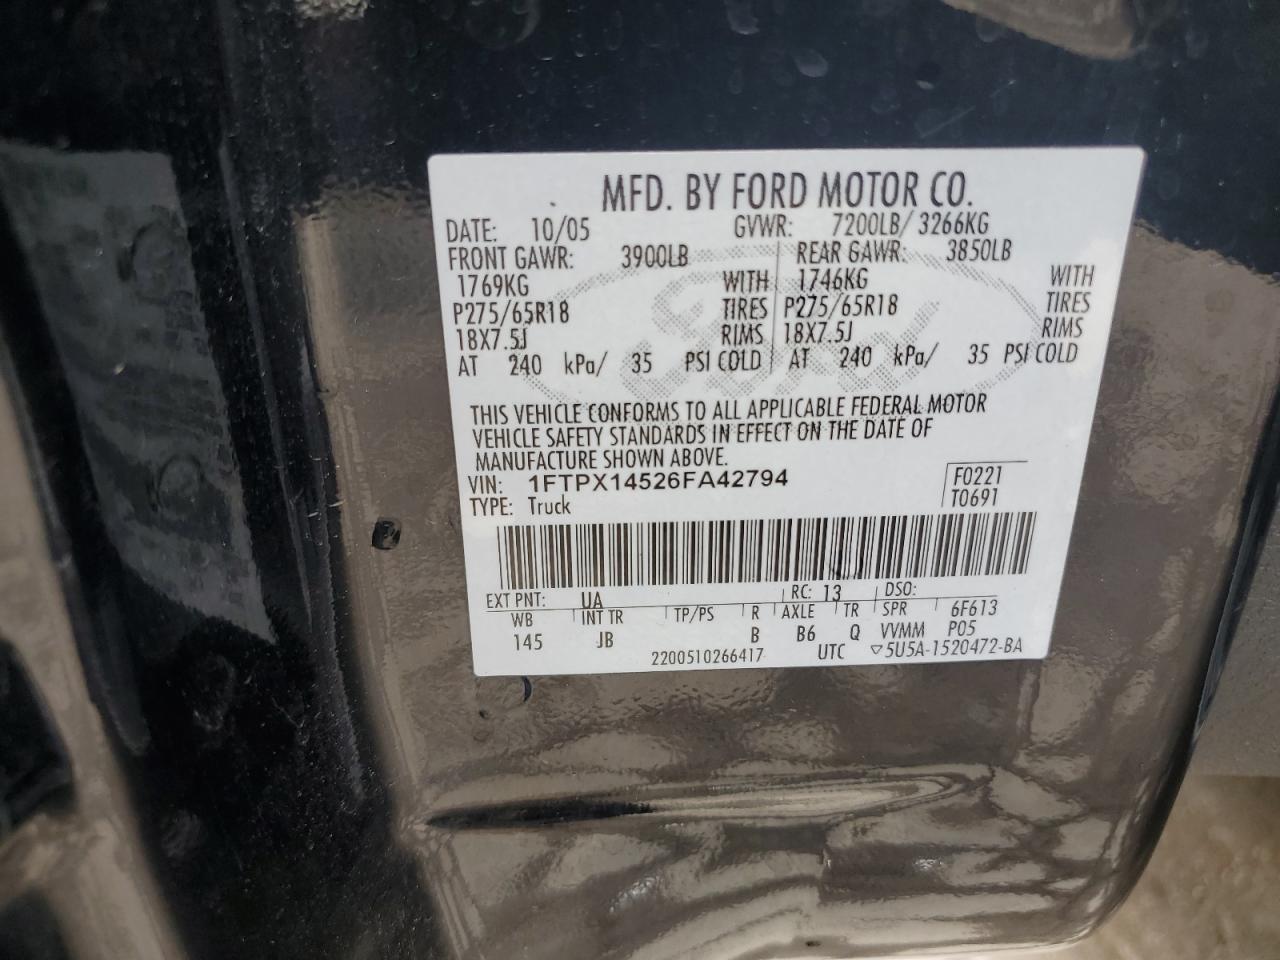 MFD. BY FORD MOTOR CO.
DATE: 10/05 GVWR: 7200LB/ 3266KG
FRONT GAWR: 3900LB REAR GAWR: 3850LB
1769KG WITH 1746KG WITH
P275/65R18 TIRES P275/65R18 TIRES
18X7.5J RIMS 18X7.5J RIMS
AT 240 kPa/ 35 PSI COLD AT 240 kPa/ 35 PSI COLD
Ford
THIS VEHICLE CONFORMS TO ALL APPLICABLE FEDERAL MOTOR
VEHICLE SAFETY STANDARDS IN EFFECT ON THE DATE OF
MANUFACTURE SHOWN ABOVE.
VIN: 1FTPX14526FA42794 F0221
TYPE: Truck T0691
EXT PNT: UA RC: 13 DSO:
WB INT TR TP/PS R AXLE TR SPR 6F613
145 JB B B6 Q VVMM P05
2200510266417 UTC ▽5U5A-1520472-BA